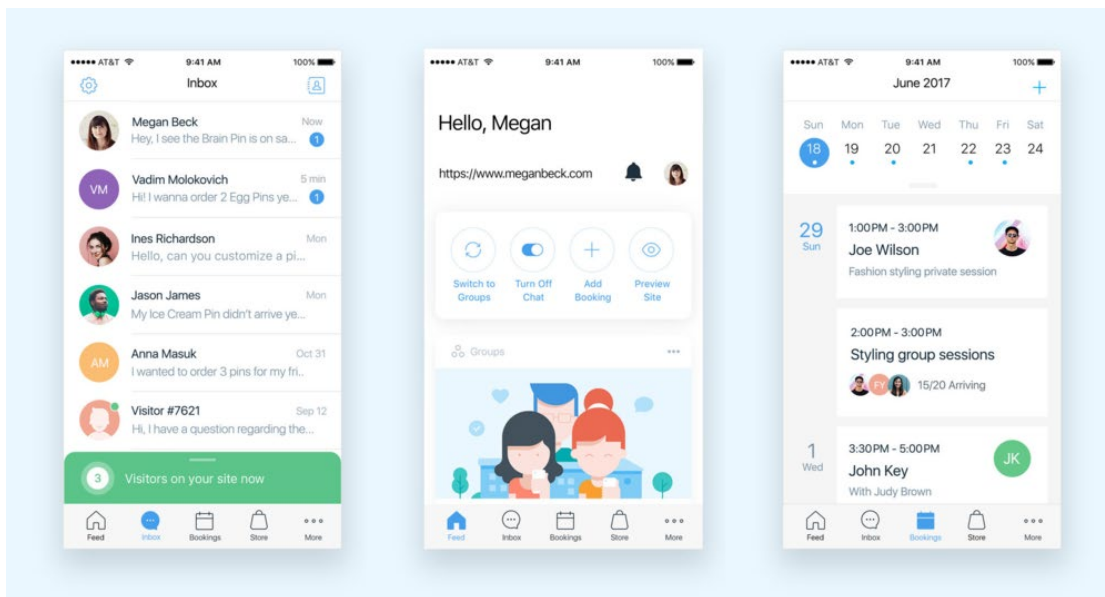 AT&T 9:41 AM 100%
Inbox
Megan Beck Now
Hey, I see the Brain Pin is on sa... 1
VM
Vadim Molokovich 5 min
Hi! I wanna order 2 Egg Pins ye... 1
Ines Richardson Mon
Hello, can you customize a pi...
Jason James Mon
My Ice Cream Pin didn't arrive ye...
AM
Anna Masuk Oct 31
I wanted to order 3 pins for my fri..
Visitor #7621 Sep 12
Hi, I have a question regarding the...
3 Visitors on your site now
Feed Inbox Bookings Store More
AT&T 9:41 AM 100%
Hello, Megan
https://www.meganbeck.com
Switch to Groups
Turn Off Chat
Add Booking
Preview Site
Groups
Feed Inbox Bookings Store More
AT&T 9:41 AM 100%
June 2017 +
Sun Mon Tue Wed Thu Fri Sat
18 19 20 21 22 23 24
29 Sun
1:00PM - 3:00PM
Joe Wilson
Fashion styling private session
2:00PM - 3:00PM
Styling group sessions
FY 15/20 Arriving
1 Wed
3:30PM - 5:00PM
John Key
JK
With Judy Brown
Feed Inbox Bookings Store More